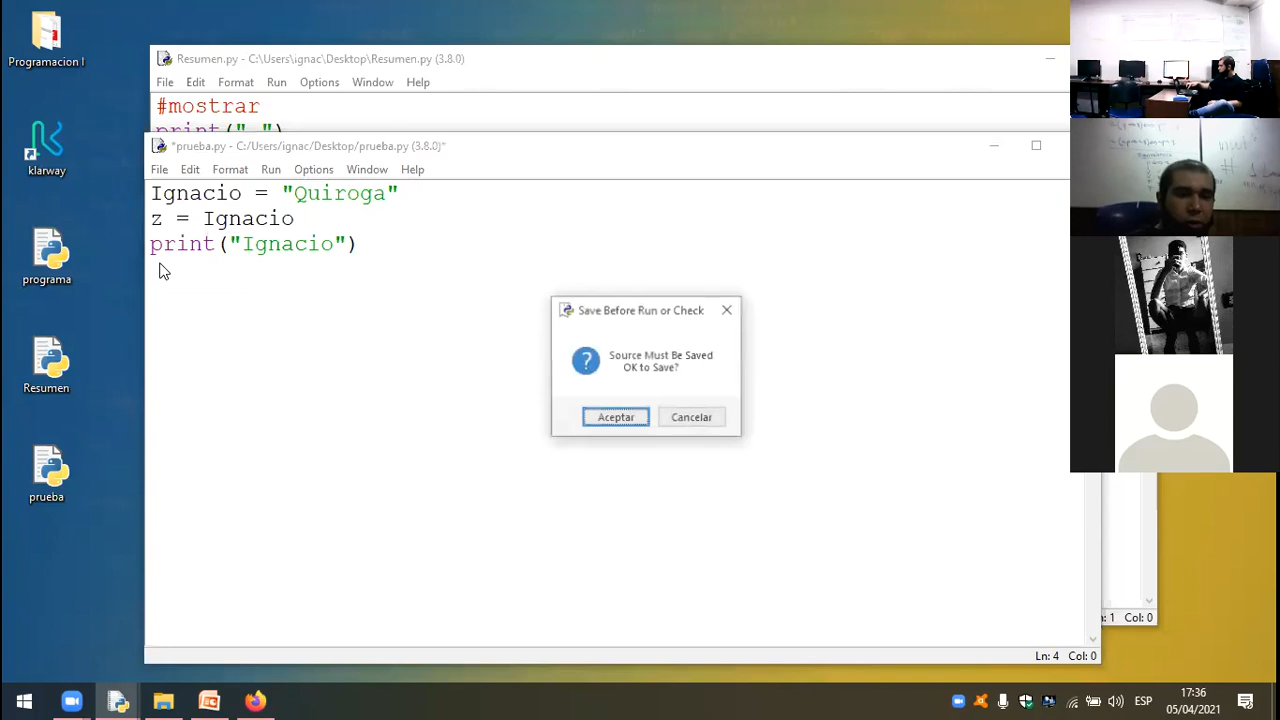 Programacion I
klarway
programa
Resumen
prueba
Resumen.py - C:\Users\ignac\Desktop\Resumen.py (3.8.0)
File Edit Format Run Options Window Help
#mostrar
print(" ")
*prueba.py - C:/Users/ignac/Desktop/prueba.py (3.8.0)*
File Edit Format Run Options Window Help
Ignacio = "Quiroga"
z = Ignacio
print("Ignacio")
Save Before Run or Check
Source Must Be Saved
OK to Save?
Aceptar Cancelar
: 1 Col: 0
Ln: 4 Col: 0
ESP
17:36
05/04/2021